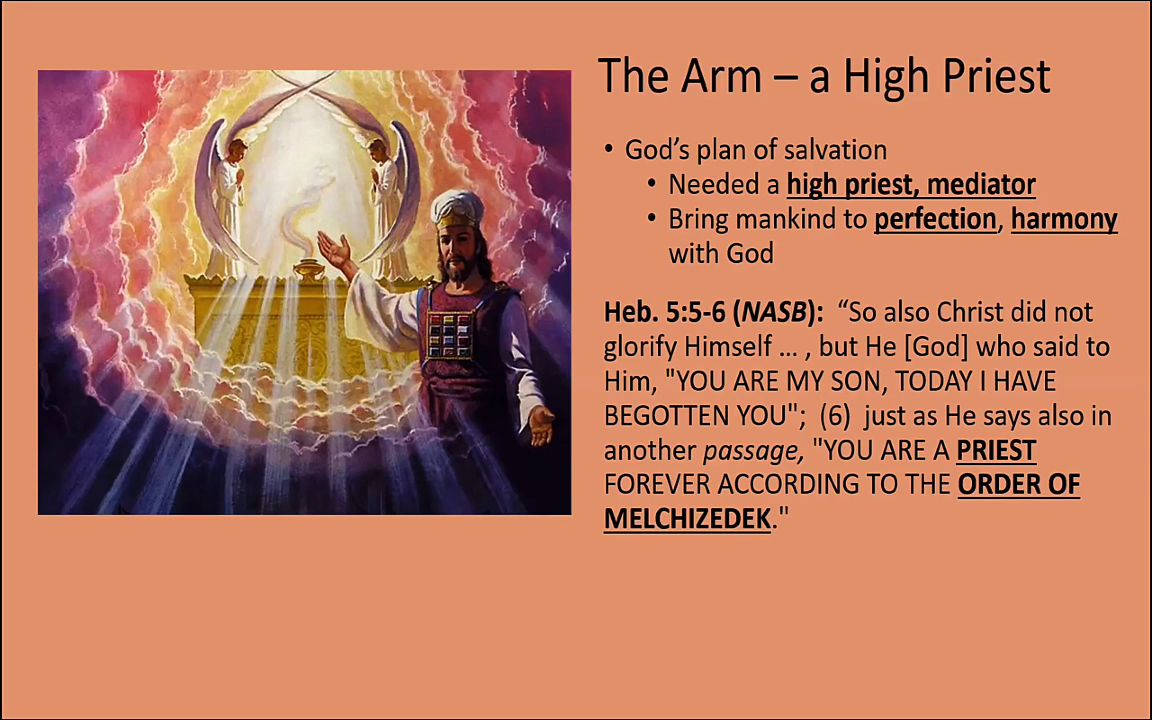 The Arm – a High Priest
• God’s plan of salvation
• Needed a high priest, mediator
• Bring mankind to perfection, harmony
with God
Heb. 5:5-6 (NASB): “So also Christ did not
glorify Himself ... , but He [God] who said to
Him, "YOU ARE MY SON, TODAY I HAVE
BEGOTTEN YOU"; (6) just as He says also in
another passage, "YOU ARE A PRIEST
FOREVER ACCORDING TO THE ORDER OF
MELCHIZEDEK."